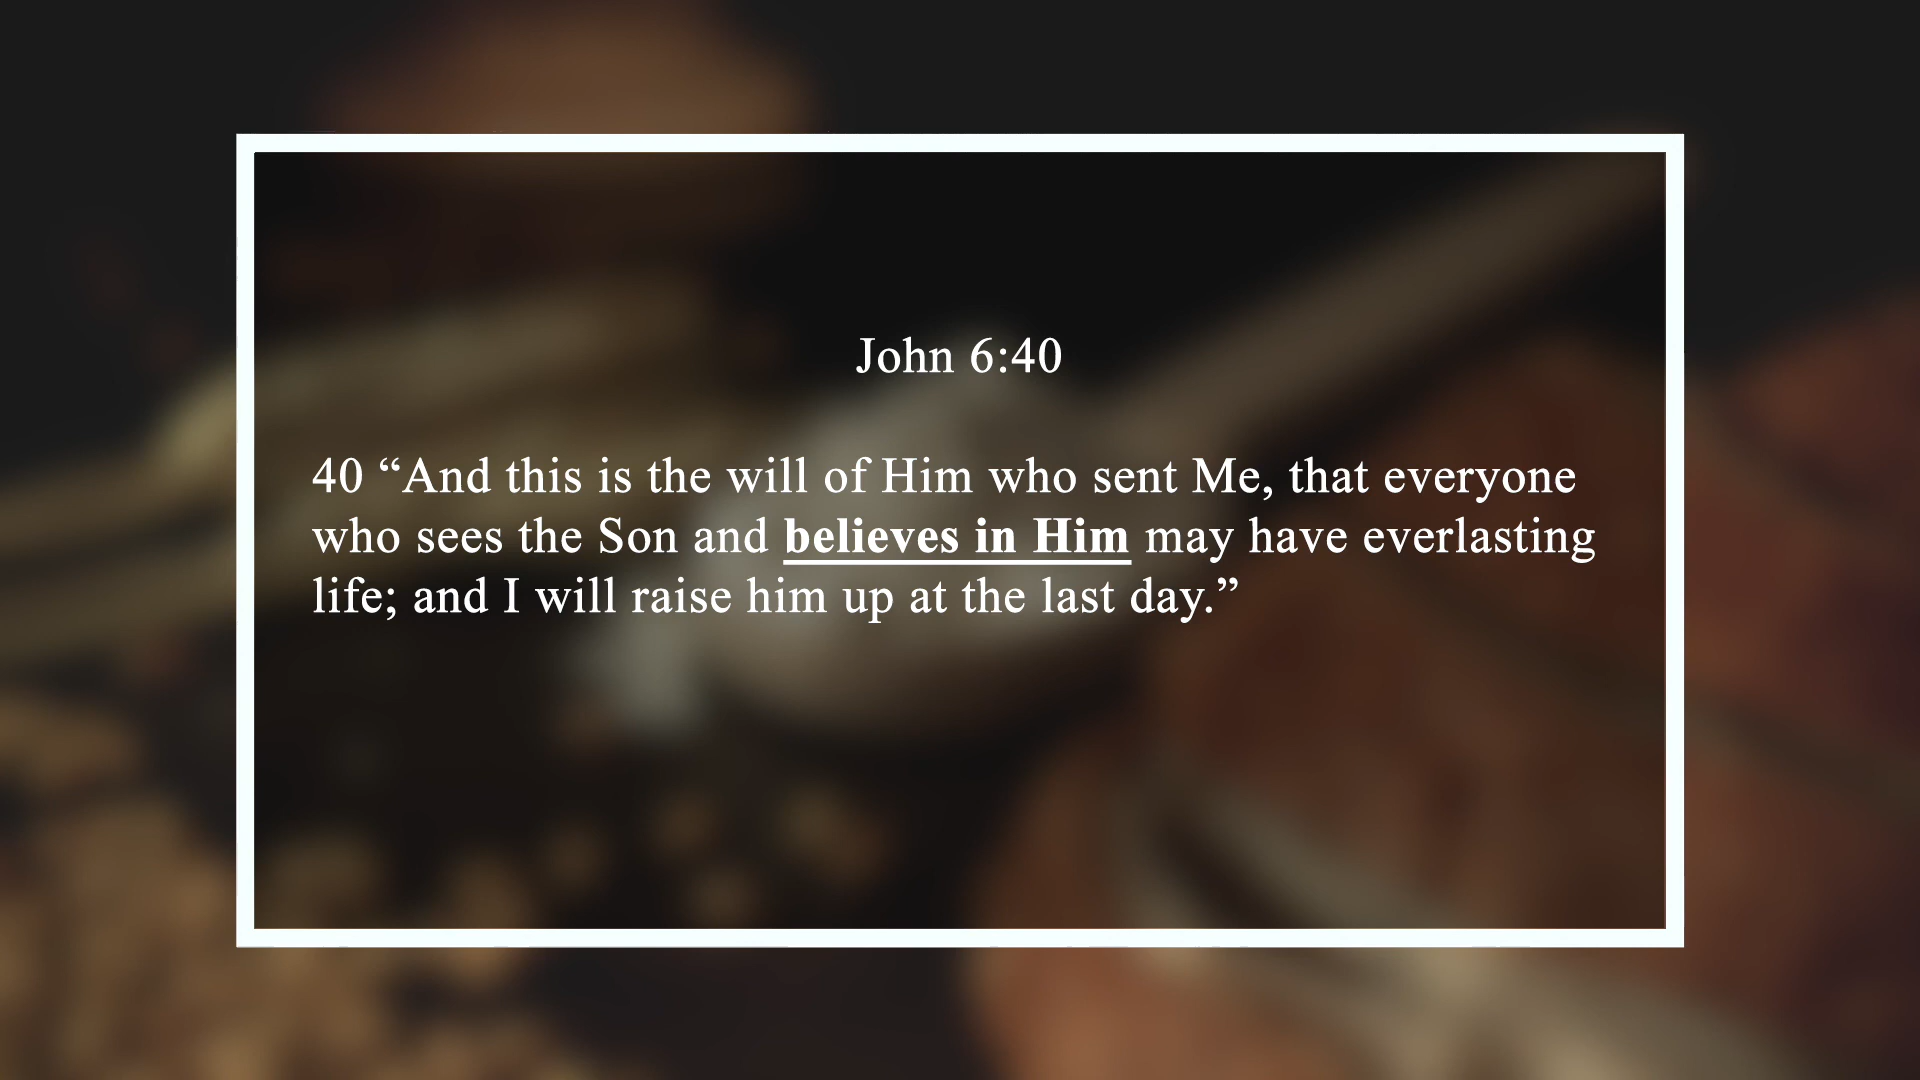 John 6:40
40 “And this is the will of Him who sent Me, that everyone
who sees the Son and believes in Him may have everlasting
life; and I will raise him up at the last day.”